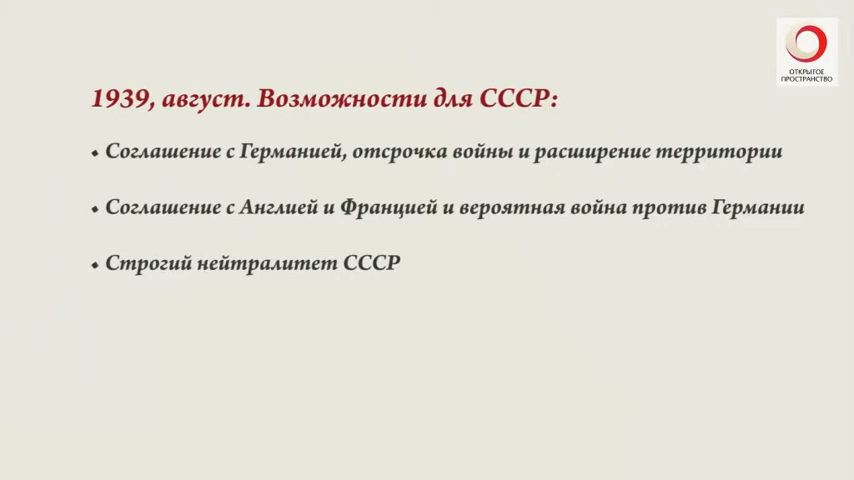 ОТКРЫТОЕ
ПРОСТРАНСТВО
1939, август. Возможности для СССР:
• Соглашение с Германией, отсрочка войны и расширение территории
• Соглашение с Англией и Францией и вероятная война против Германии
• Строгий нейтралитет СССР